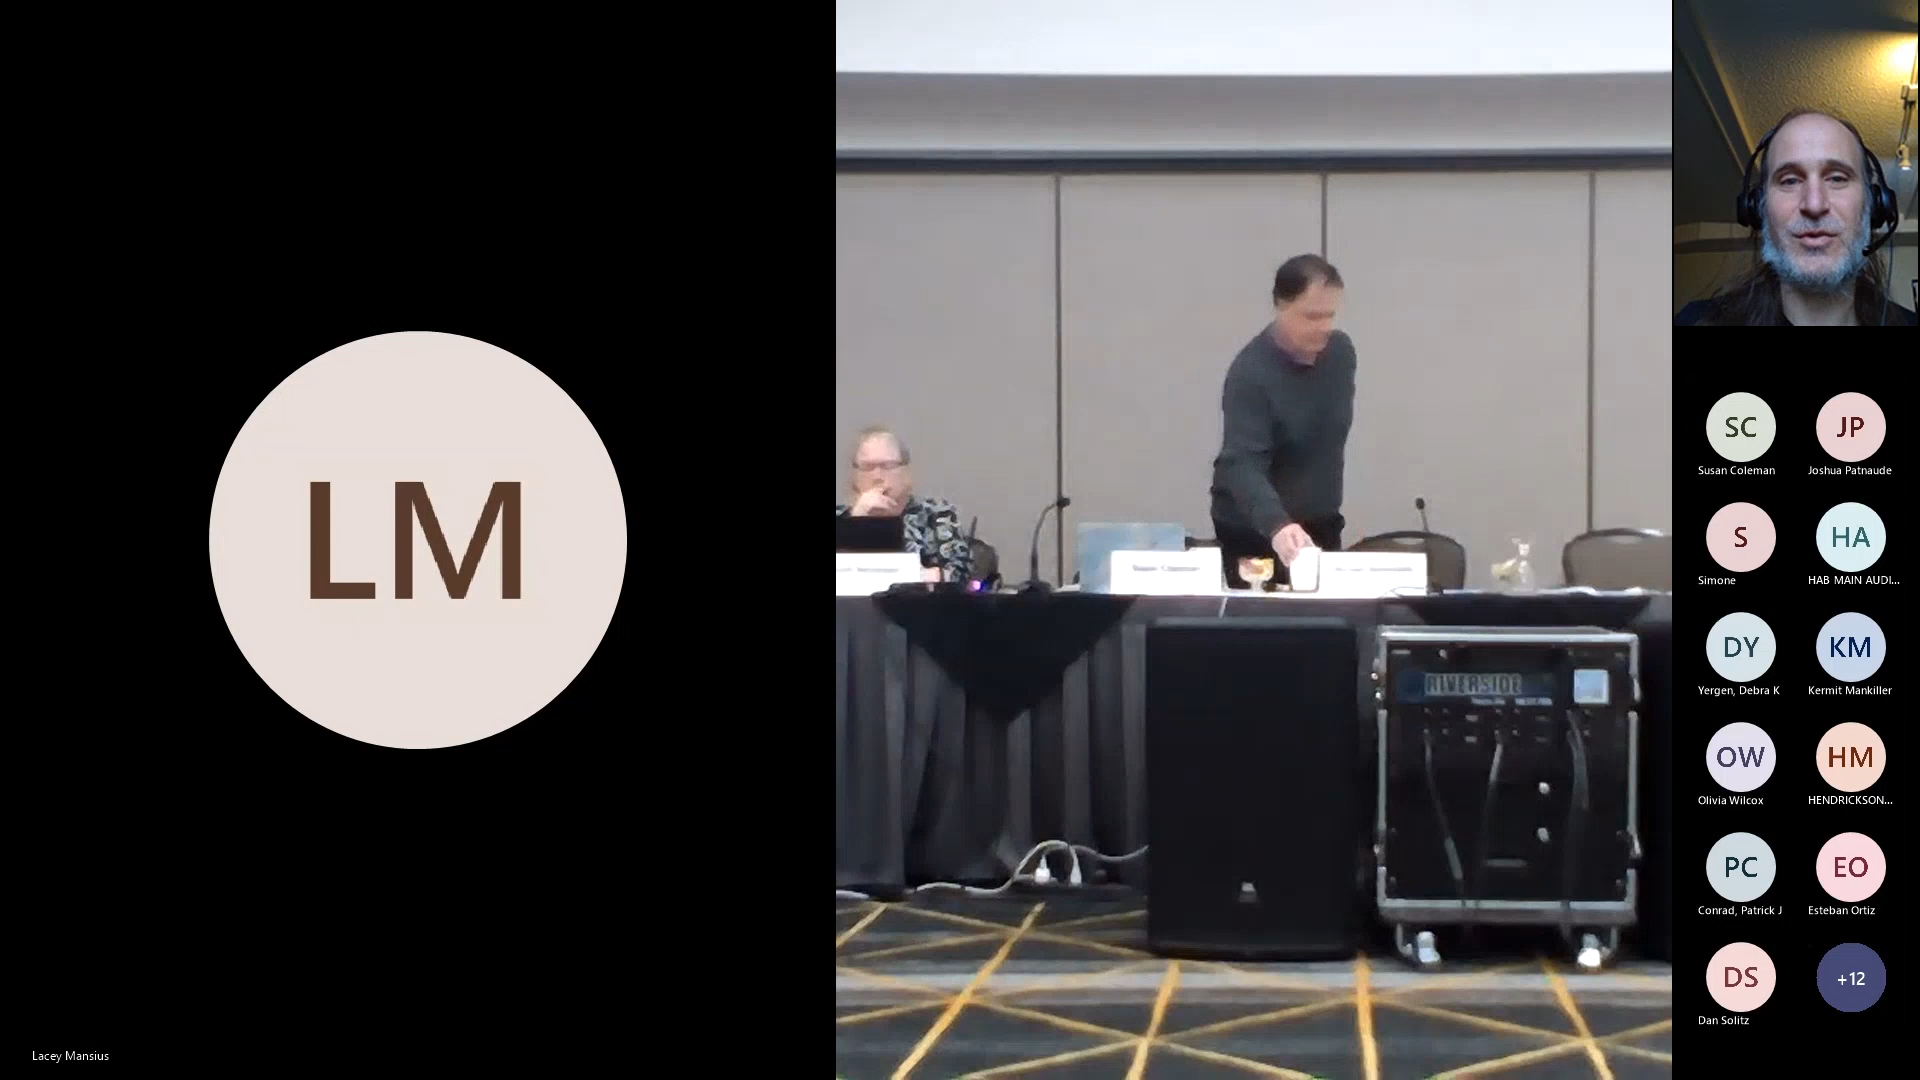 LM
Lacey Mansius
RIVERSIDE
SC
JP
Susan Coleman
Joshua Patnaude
S
HA
Simone
HAB MAIN AUDI...
DY
KM
Yergen, Debra K
Kermit Mankiller
OW
HM
Olivia Wilcox
HENDRICKSON...
PC
EO
Conrad, Patrick J
Esteban Ortiz
DS
+12
Dan Solitz